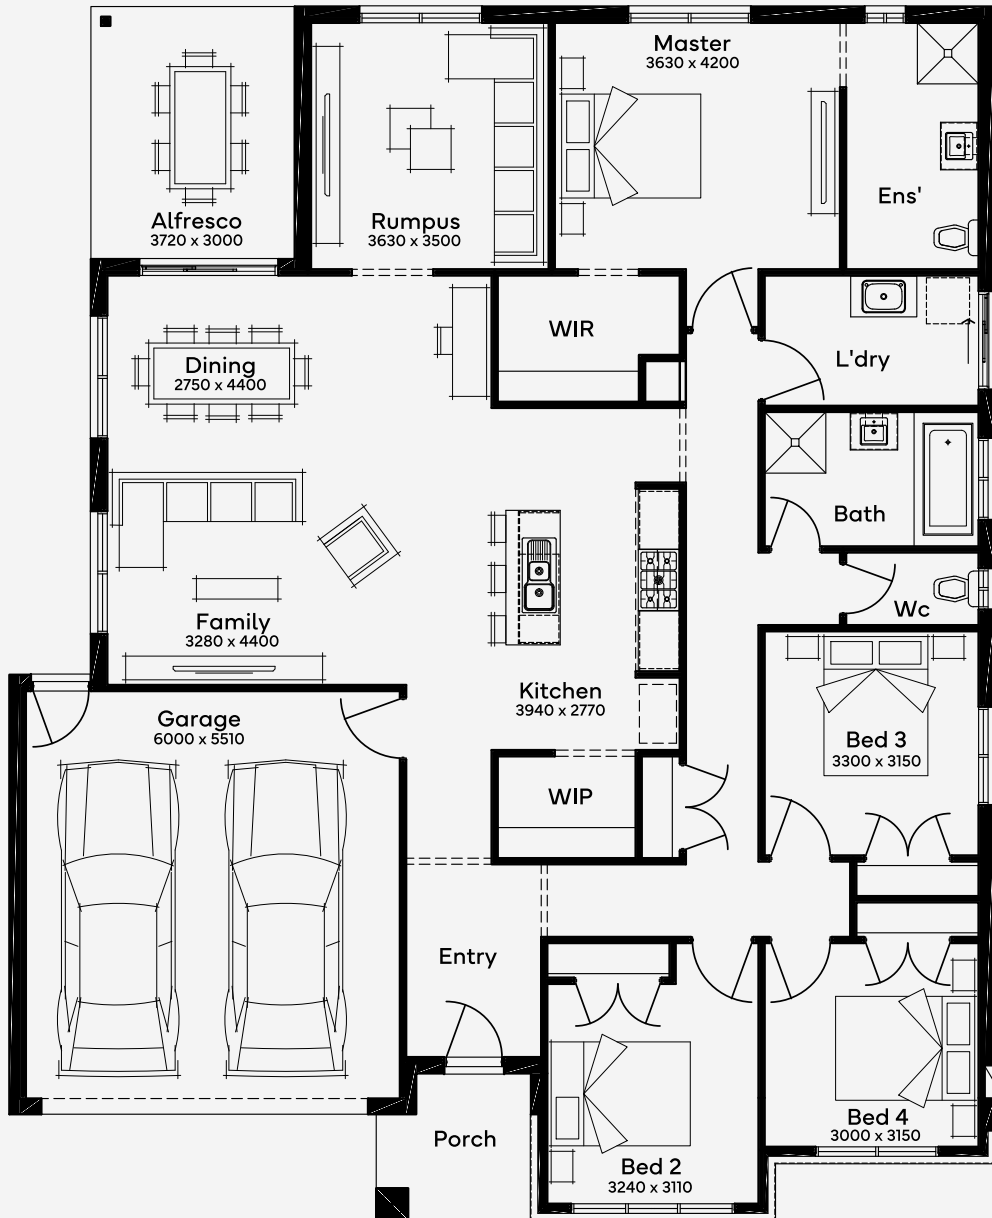 Master
3630 x 4200
Ens'
Alfresco
3720 x 3000
Rumpus
3630 x 3500
WIR
L'dry
Dining
2750 x 4400
Bath
Wc
Family
3280 x 4400
Kitchen
3940 x 2770
Garage
6000 x 5510
Bed 3
3300 x 3150
WIP
Entry
Porch
Bed 4
3000 x 3150
Bed 2
3240 x 3110